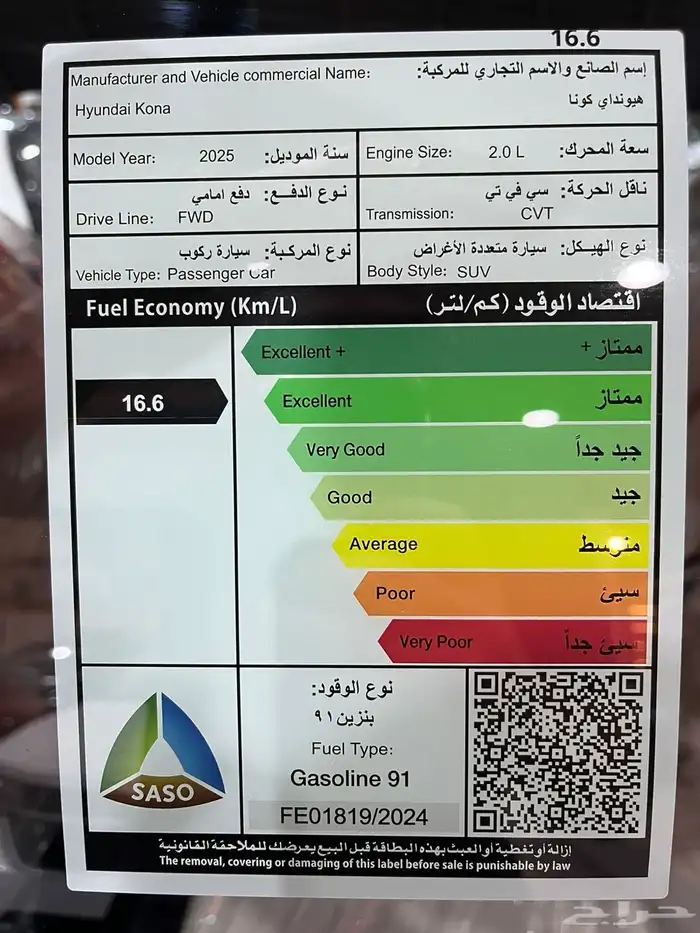 16.6
Manufacturer and Vehicle commercial Name: إسم الصانع والاسم التجاري للمركبة:
Hyundai Kona هيونداي كونا
Model Year: 2025 سنة الموديل:
Engine Size: 2.0 L سعة المحرك:
نوع الدفع: دفع امامي
Drive Line: FWD
ناقل الحركة: سي في تي
Transmission: CVT
نوع المركبة: سيارة ركوب
Vehicle Type: Passenger Car
نوع الهيكل: سيارة متعددة الأغراض
Body Style: SUV
Fuel Economy (Km/L) اقتصاد الوقود (كم/لتر)
Excellent + ممتاز +
16.6
Excellent ممتاز
Very Good جيد جداً
Good جيد
Average متوسط
Poor سيئ
Very Poor سيئ جداً
SASO
نوع الوقود:
بنزين ٩١
Fuel Type:
Gasoline 91
FE01819/2024
إزالة أو تغطية أو العبث بهذه البطاقة قبل البيع يعرضك للملاحقة القانونية
The removal, covering or damaging of this label before sale is punishable by law
حراج